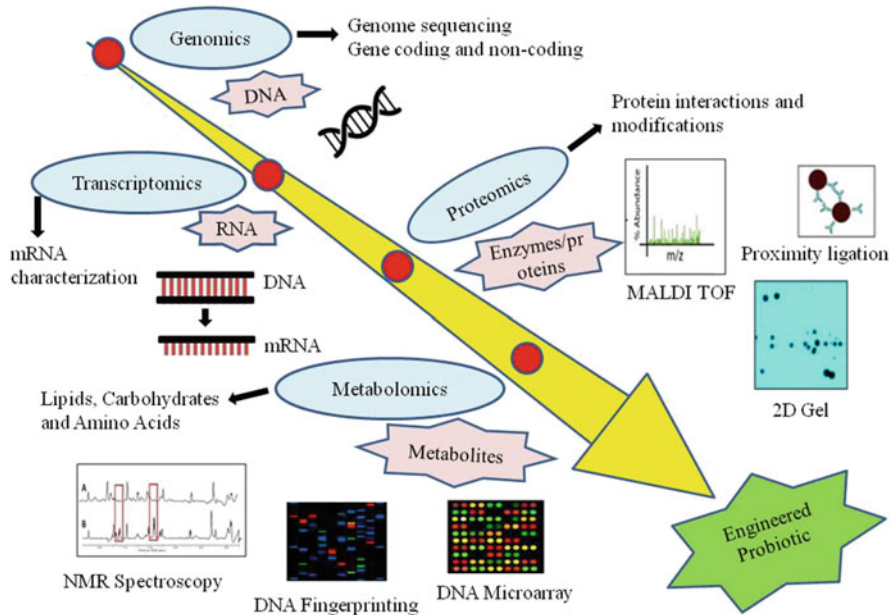 Genomics
Genome sequencing
Gene coding and non-coding
DNA
Protein interactions and
modifications
Transcriptomics
RNA
mRNA
characterization
DNA
mRNA
Proteomics
Enzymes/pr
oteins
% Abundance
m/z
MALDI TOF
Proximity ligation
2D Gel
Metabolomics
Lipids, Carbohydrates
and Amino Acids
Metabolites
A
B
NMR Spectroscopy
DNA Fingerprinting
DNA Microarray
Engineered
Probiotic